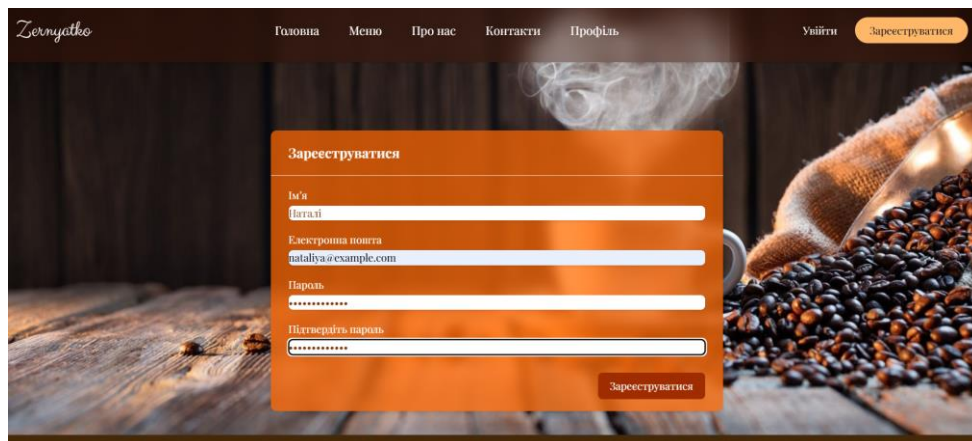 Zernyatko
Головна Меню Про нас Контакти Профіль
Увійти Зареєструватися
Зареєструватися
Ім'я
Наталі
Електронна пошта
nataliya@example.com
Пароль
•••••••••••••
Підтвердіть пароль
•••••••••••••
Зареєструватися